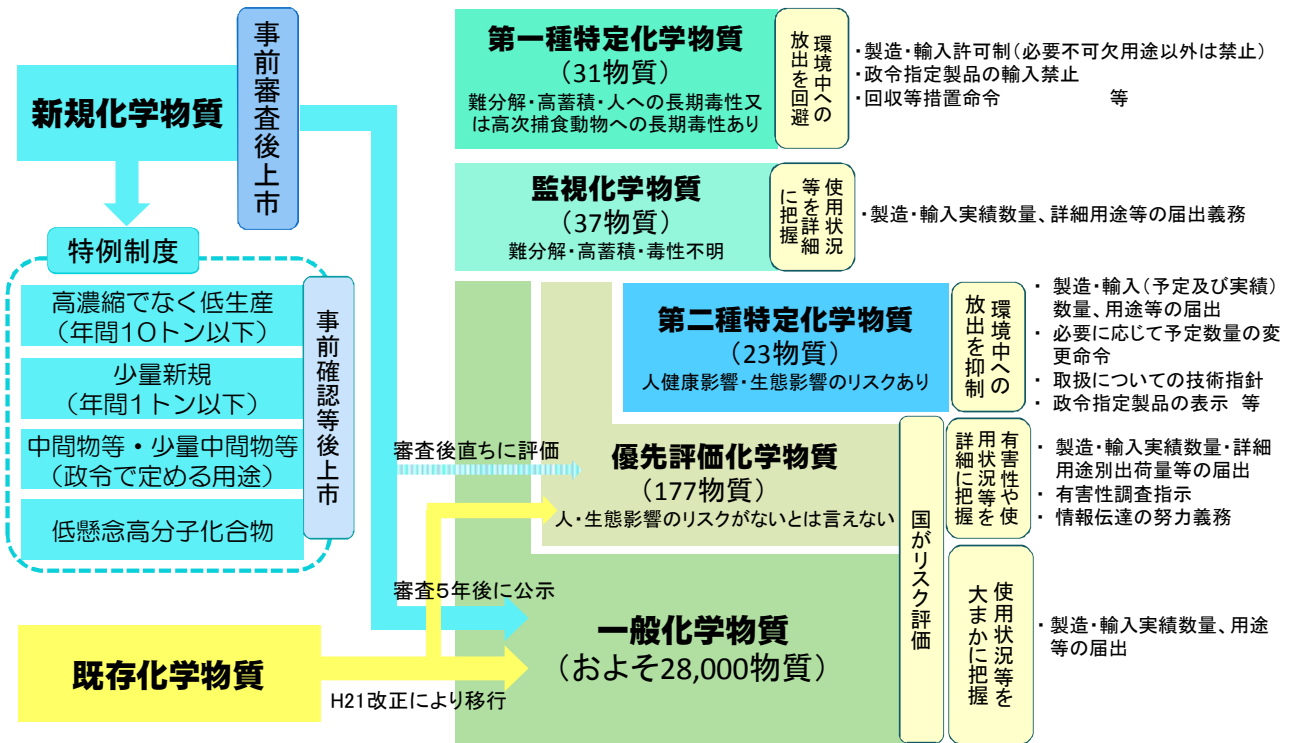 新規化学物質
事前審査後上市
特例制度
高濃縮でなく低生産
（年間１０トン以下）
少量新規
（年間１トン以下）
中間物等・少量中間物等
（政令で定める用途）
低懸念高分子化合物
事前確認等後上市
既存化学物質
第一種特定化学物質
（31物質）
難分解・高蓄積・人への長期毒性又
は高次捕食動物への長期毒性あり
環境中への
放出を回避
・製造・輸入許可制（必要不可欠用途以外は禁止）
・政令指定製品の輸入禁止
・回収等措置命令　　　　　等
監視化学物質
（37物質）
難分解・高蓄積・毒性不明
使用状況
等を詳細
に把握
・製造・輸入実績数量、詳細用途等の届出義務
第二種特定化学物質
（23物質）
人健康影響・生態影響のリスクあり
環境中への
放出を抑制
・ 製造・輸入（予定及び実績）
数量、用途等の届出
・ 必要に応じて予定数量の変
更命令
・ 取扱についての技術指針
・ 政令指定製品の表示 等
審査後直ちに評価
優先評価化学物質
（177物質）
人・生態影響のリスクがないとは言えない
有害性や使
用状況等を
詳細に把握
・ 製造・輸入実績数量・詳細
用途別出荷量等の届出
・ 有害性調査指示
・ 情報伝達の努力義務
国がリスク評価
審査５年後に公示
一般化学物質
（およそ28,000物質）
H21改正により移行
使用状況等を
大まかに把握
・ 製造・輸入実績数量、用途
等の届出